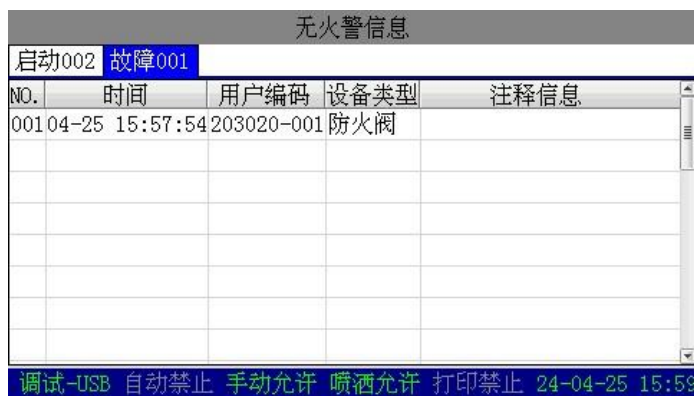 无火警信息
启动002 故障001
NO. 时间 用户编码 设备类型 注释信息
001 04-25 15:57:54 203020-001 防火阀
调试-USB 自动禁止 手动允许 喷洒允许 打印禁止 24-04-25 15:59